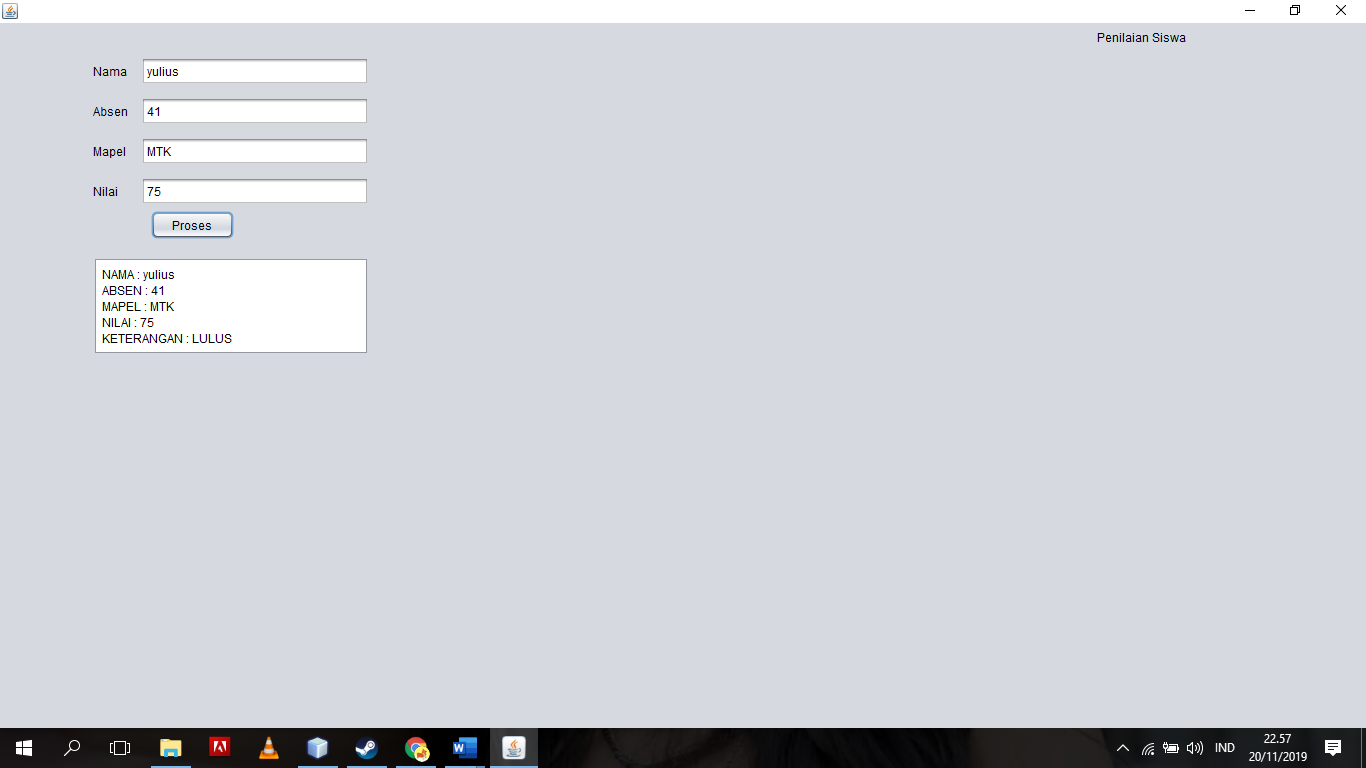 Penilaian Siswa
Nama yulius
Absen 41
Mapel MTK
Nilai 75
Proses
NAMA : yulius
ABSEN : 41
MAPEL : MTK
NILAI : 75
KETERANGAN : LULUS
IND
22.57
20/11/2019